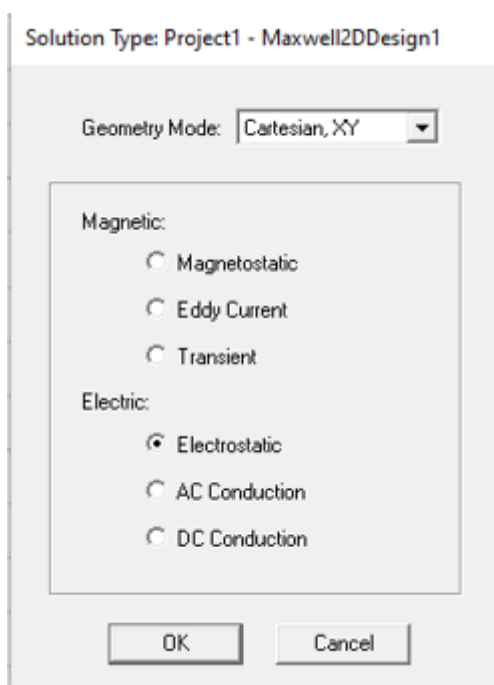 Solution Type: Project1 - Maxwell2DDesign1
Geometry Mode: Cartesian, XY
Magnetic:
Magnetostatic
Eddy Current
Transient
Electric:
Electrostatic
AC Conduction
DC Conduction
OK Cancel